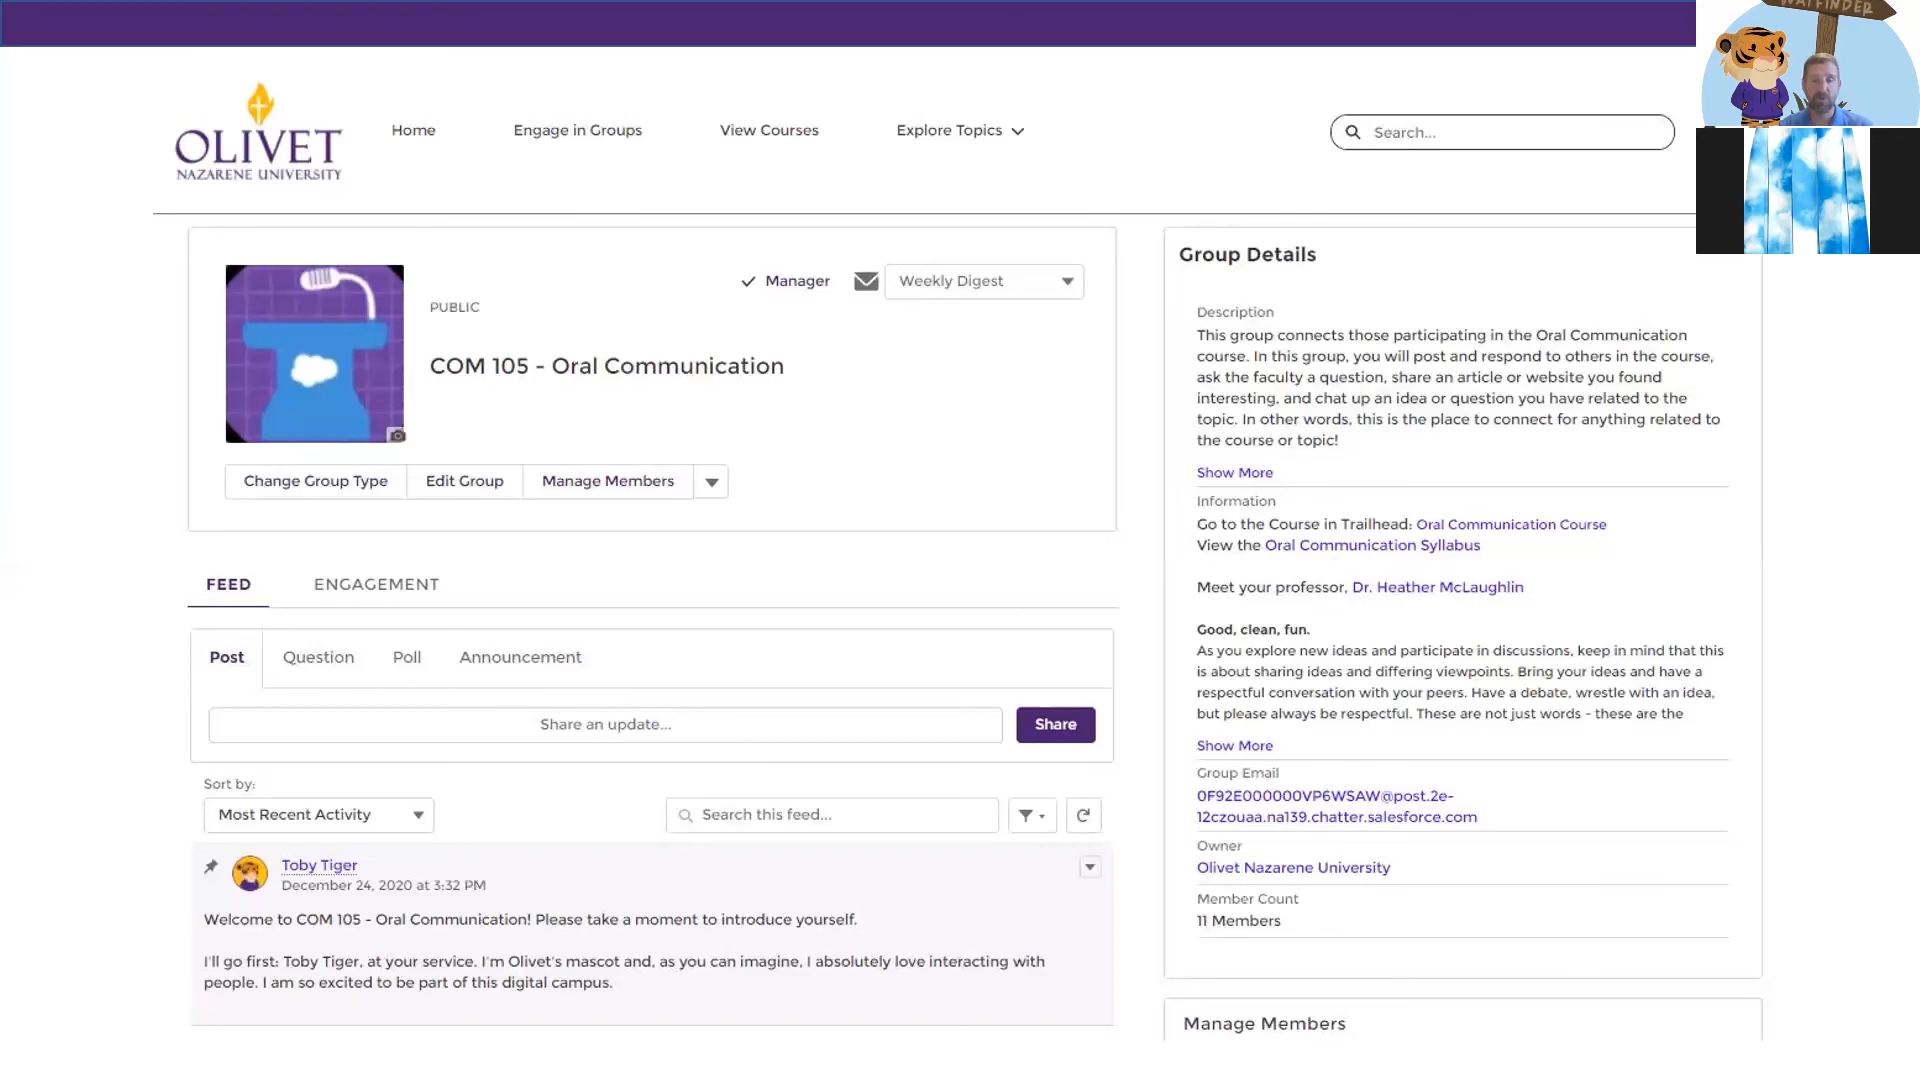 WAYFINDER
OLIVET
NAZARENE UNIVERSITY
Home
Engage in Groups
View Courses
Explore Topics
Search...
PUBLIC
COM 105 - Oral Communication
Manager
Weekly Digest
Change Group Type
Edit Group
Manage Members
FEED
ENGAGEMENT
Post
Question
Poll
Announcement
Share an update...
Share
Sort by:
Most Recent Activity
Search this feed...
Toby Tiger
December 24, 2020 at 3:32 PM
Welcome to COM 105 - Oral Communication! Please take a moment to introduce yourself.
I'll go first: Toby Tiger, at your service. I'm Olivet's mascot and, as you can imagine, I absolutely love interacting with
people. I am so excited to be part of this digital campus.
Group Details
Description
This group connects those participating in the Oral Communication
course. In this group, you will post and respond to others in the course,
ask the faculty a question, share an article or website you found
interesting, and chat up an idea or question you have related to the
topic. In other words, this is the place to connect for anything related to
the course or topic!
Show More
Information
Go to the Course in Trailhead: Oral Communication Course
View the Oral Communication Syllabus
Meet your professor, Dr. Heather McLaughlin
Good, clean, fun.
As you explore new ideas and participate in discussions, keep in mind that this
is about sharing ideas and differing viewpoints. Bring your ideas and have a
respectful conversation with your peers. Have a debate, wrestle with an idea,
but please always be respectful. These are not just words - these are the
Show More
Group Email
0F92E000000VP6WSAW@post.2e-
12czouaa.na139.chatter.salesforce.com
Owner
Olivet Nazarene University
Member Count
11 Members
Manage Members